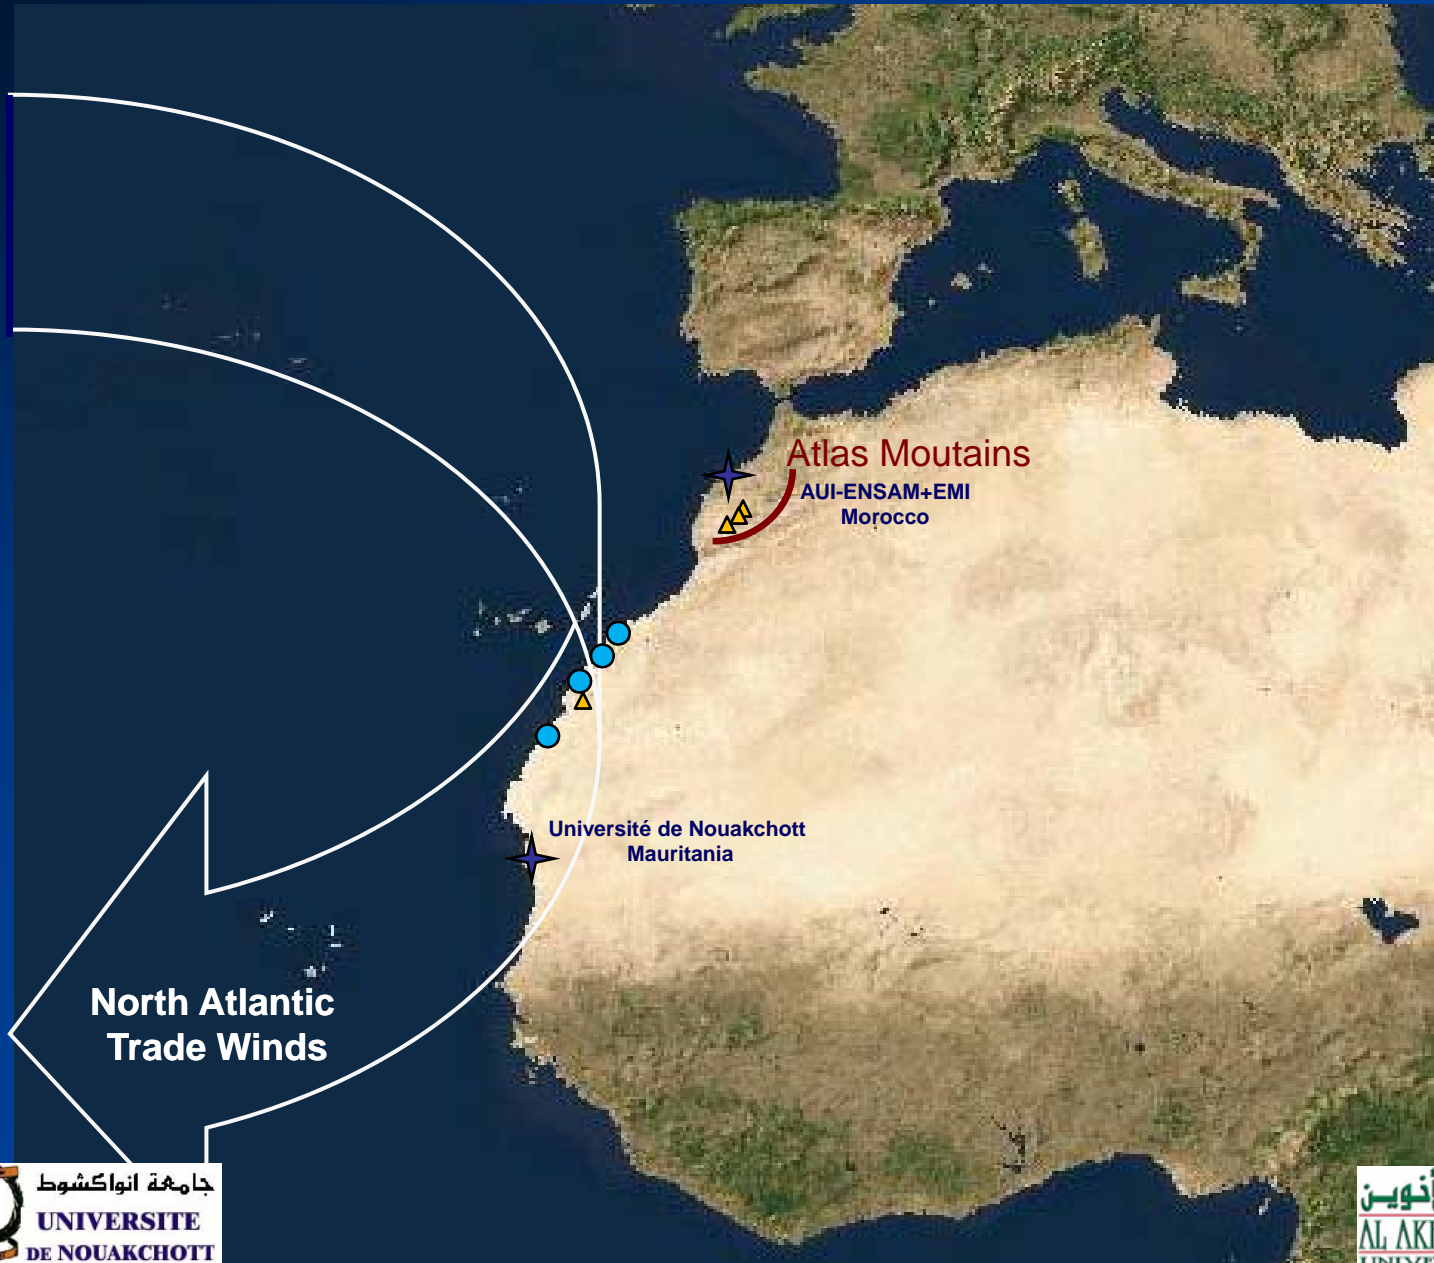 Atlas Moutains
AUI-ENSAM+EMI
Morocco
Université de Nouakchott
Mauritania
North Atlantic
Trade Winds
جامعة انواكشوط
UNIVERSITE
DE NOUAKCHOTT
AL